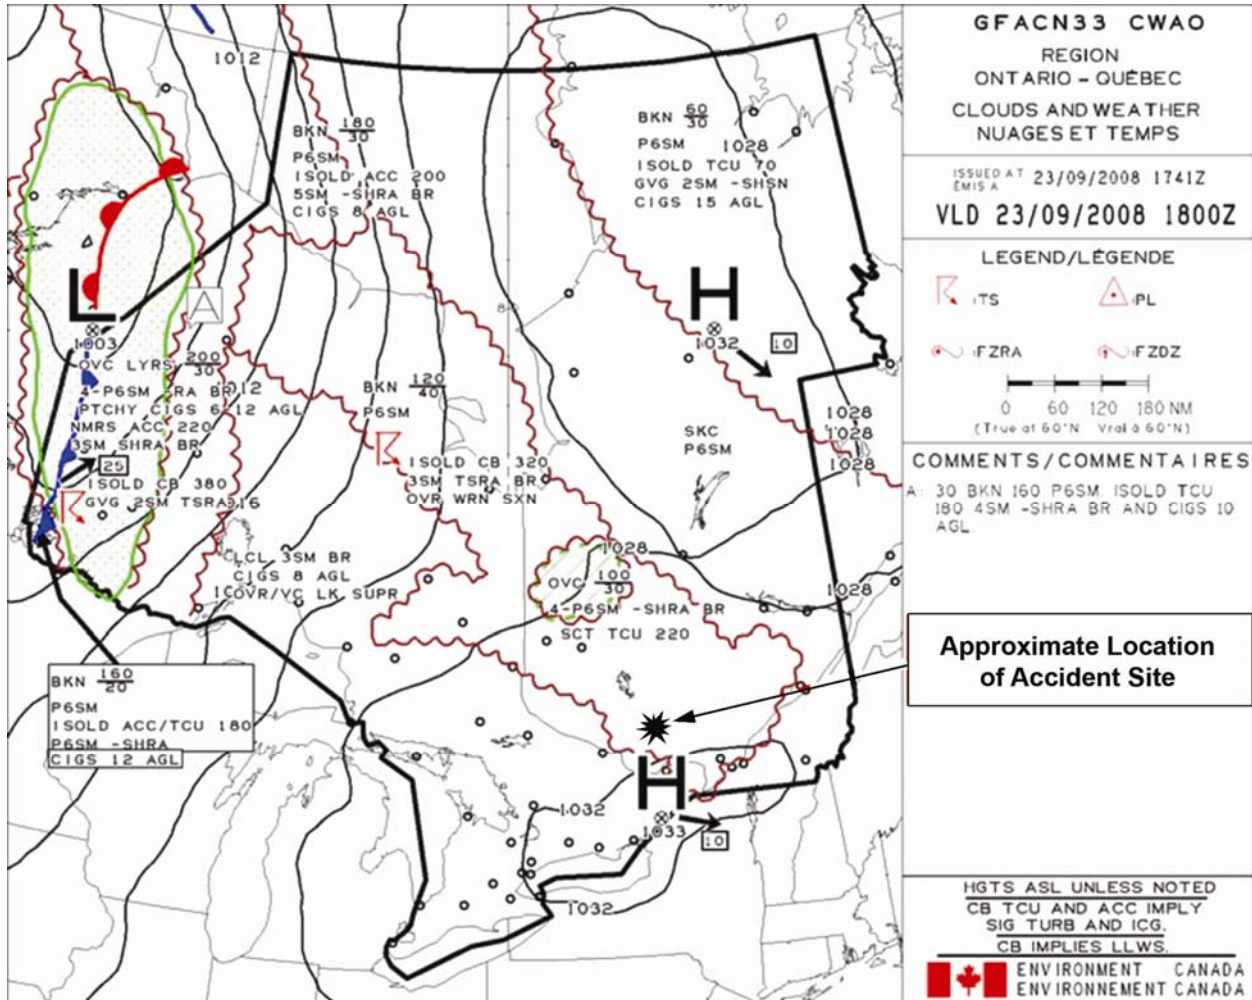 GFACN33 CWAO
REGION
ONTARIO - QUÉBEC
CLOUDS AND WEATHER
NUAGES ET TEMPS
ISSUED AT
ÉMIS A
23/09/2008 1741Z
VLD 23/09/2008 1800Z
LEGEND/LÉGENDE
:TS
:PL
:FZRA
:FZDZ
0 60 120 180 NM
(True at 60°N Vrai à 60°N)
COMMENTS/COMMENTAIRES
A: 30 BKN 160 P6SM. ISOLD TCU
180 4SM -SHRA BR AND CIGS 10
AGL.
Approximate Location
of Accident Site
HGTS ASL UNLESS NOTED
CB TCU AND ACC IMPLY
SIG TURB AND ICG.
CB IMPLIES LLWS.
ENVIRONMENT CANADA
ENVIRONNEMENT CANADA
1012
BKN 180/30
P6SM
ISOLD ACC 200
5SM -SHRA BR
CIGS 8 AGL
BKN 60/30
P6SM
1028
ISOLD TCU 70
GVG 2SM -SHSN
CIGS 15 AGL
L
1003
A
H
1032
10
OVC LYRS 200/30
4-P6SM -RA BR
1012
PTCHY CIGS 6-12 AGL
NMRS ACC 220
3SM SHRA BR
25
ISOLD CB 380
GVG 2SM TSRA
16
BKN 120/40
P6SM
ISOLD CB 320
3SM TSRA BR
OVR WRN SXN
SKC
P6SM
1028
1028
1028
LCL 3SM BR
CIGS 8 AGL
OVR/VC LK SUPR
1028
OVC 100/30
4-P6SM -SHRA BR
SCT TCU 220
1028
BKN 160/20
P6SM
ISOLD ACC/TCU 180
P6SM -SHRA
CIGS 12 AGL
H
1033
10
1032
1032